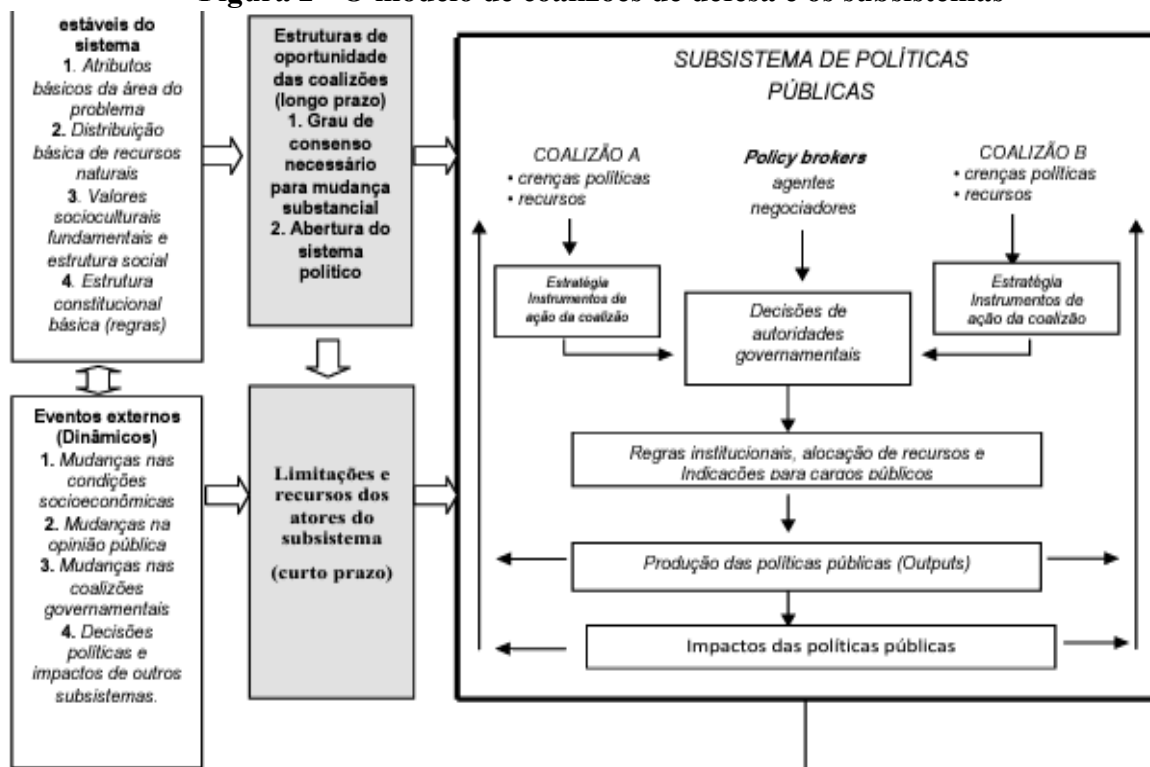 Figura 1 - O modelo de coalizões de defesa e os subsistemas
estáveis do
sistema
1. Atributos
básicos da área do
problema
2. Distribuição
básica de recursos
naturais
3. Valores
socioculturais
fundamentais e
estrutura social
4. Estrutura
constitucional
básica (regras)
Eventos externos
(Dinâmicos)
1. Mudanças nas
condições
socioeconômicas
2. Mudanças na
opinião pública
3. Mudanças nas
coalizões
governamentais
4. Decisões
políticas e
impactos de outros
subsistemas.
Estruturas de
oportunidade
das coalizões
(longo prazo)
1. Grau de
consenso
necessário
para mudança
substancial
2. Abertura do
sistema
político
Limitações e
recursos dos
atores do
subsistema
(curto prazo)
SUBSISTEMA DE POLÍTICAS
PÚBLICAS
COALIZÃO A
• crenças políticas
• recursos
Policy brokers
agentes
negociadores
COALIZÃO B
• crenças políticas
• recursos
Estratégia
Instrumentos de
ação da coalizão
Decisões de
autoridades
governamentais
Estratégia
Instrumentos de
ação da coalizão
Regras institucionais, alocação de recursos e
Indicações para cargos públicos
Produção das políticas públicas (Outputs)
Impactos das políticas públicas